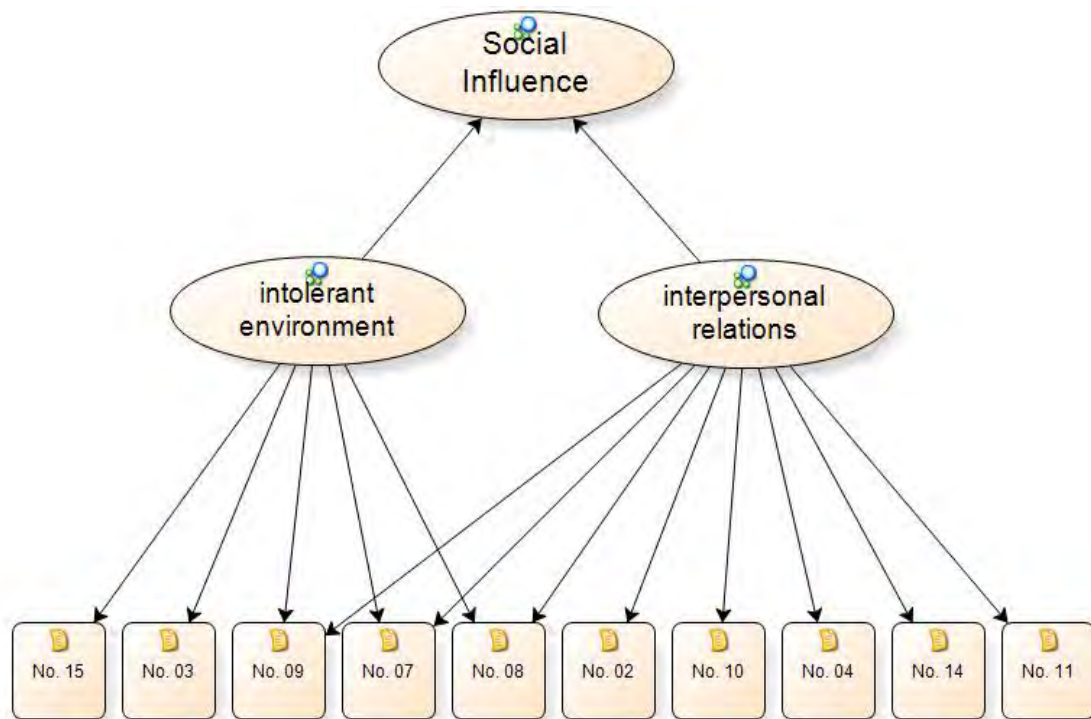 Social
Influence
intolerant
environment
interpersonal
relations
No. 15
No. 03
No. 09
No. 07
No. 08
No. 02
No. 10
No. 04
No. 14
No. 11